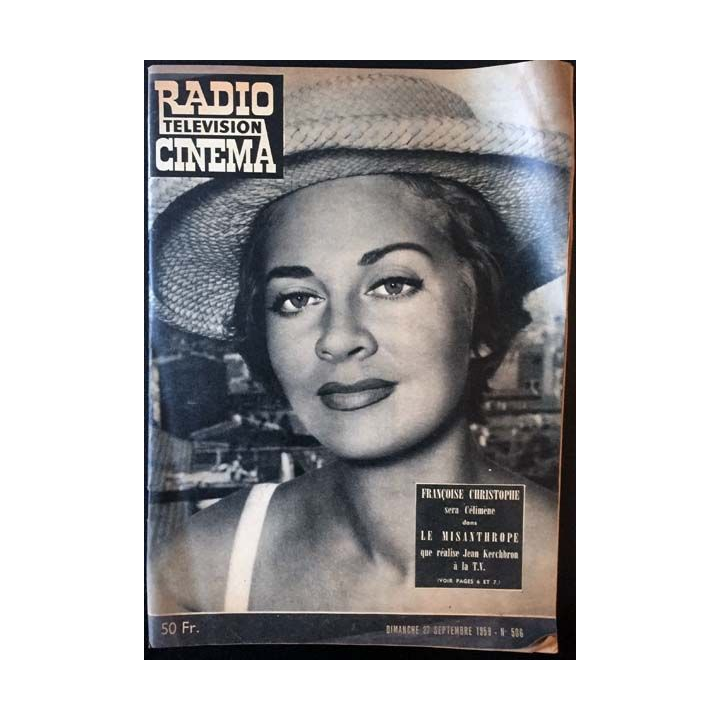 RADIO
TELEVISION
CINEMA
FRANÇOISE CHRISTOPHE
sera Célimène
dans
LE MISANTHROPE
que réalise Jean Kerchbron
à la T.V.
(VOIR PAGES 6 ET 7.)
50 Fr.
DIMANCHE 27 SEPTEMBRE 1959 - N° 506